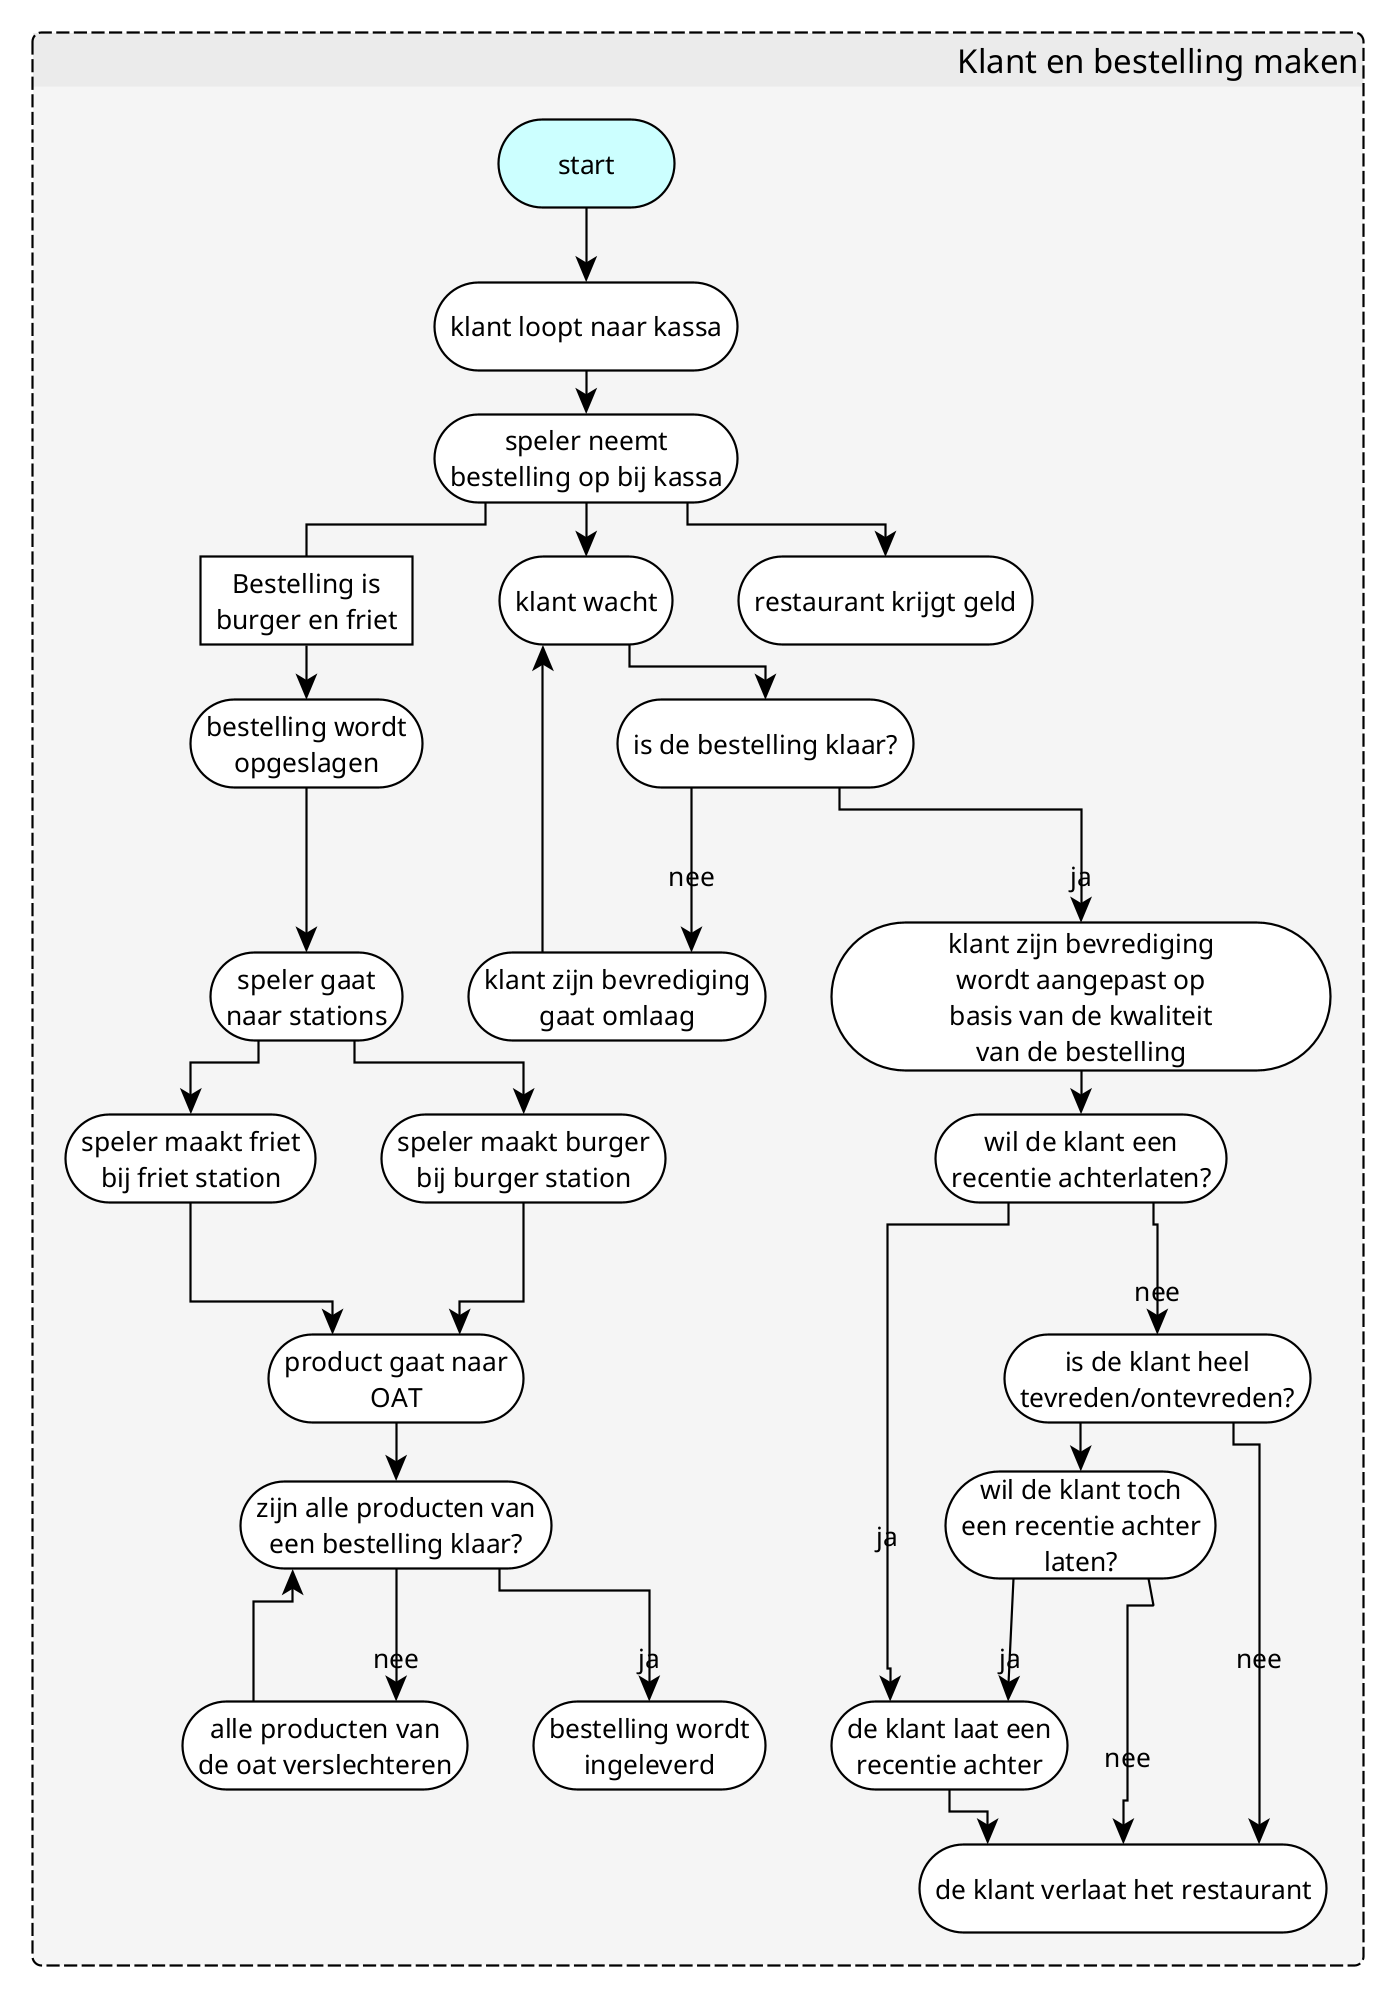 Klant en bestelling maken
start
klant loopt naar kassa
speler neemt
bestelling op bij kassa
Bestelling is
burger en friet
klant wacht
restaurant krijgt geld
bestelling wordt
opgeslagen
is de bestelling klaar?
nee
ja
speler gaat
naar stations
klant zijn bevrediging
gaat omlaag
klant zijn bevrediging
wordt aangepast op
basis van de kwaliteit
van de bestelling
speler maakt friet
bij friet station
speler maakt burger
bij burger station
wil de klant een
recentie achterlaten?
nee
product gaat naar
OAT
is de klant heel
tevreden/ontevreden?
zijn alle producten van
een bestelling klaar?
ja
wil de klant toch
een recentie achter
laten?
nee
ja
ja
nee
alle producten van
de oat verslechteren
bestelling wordt
ingeleverd
de klant laat een
recentie achter
nee
de klant verlaat het restaurant